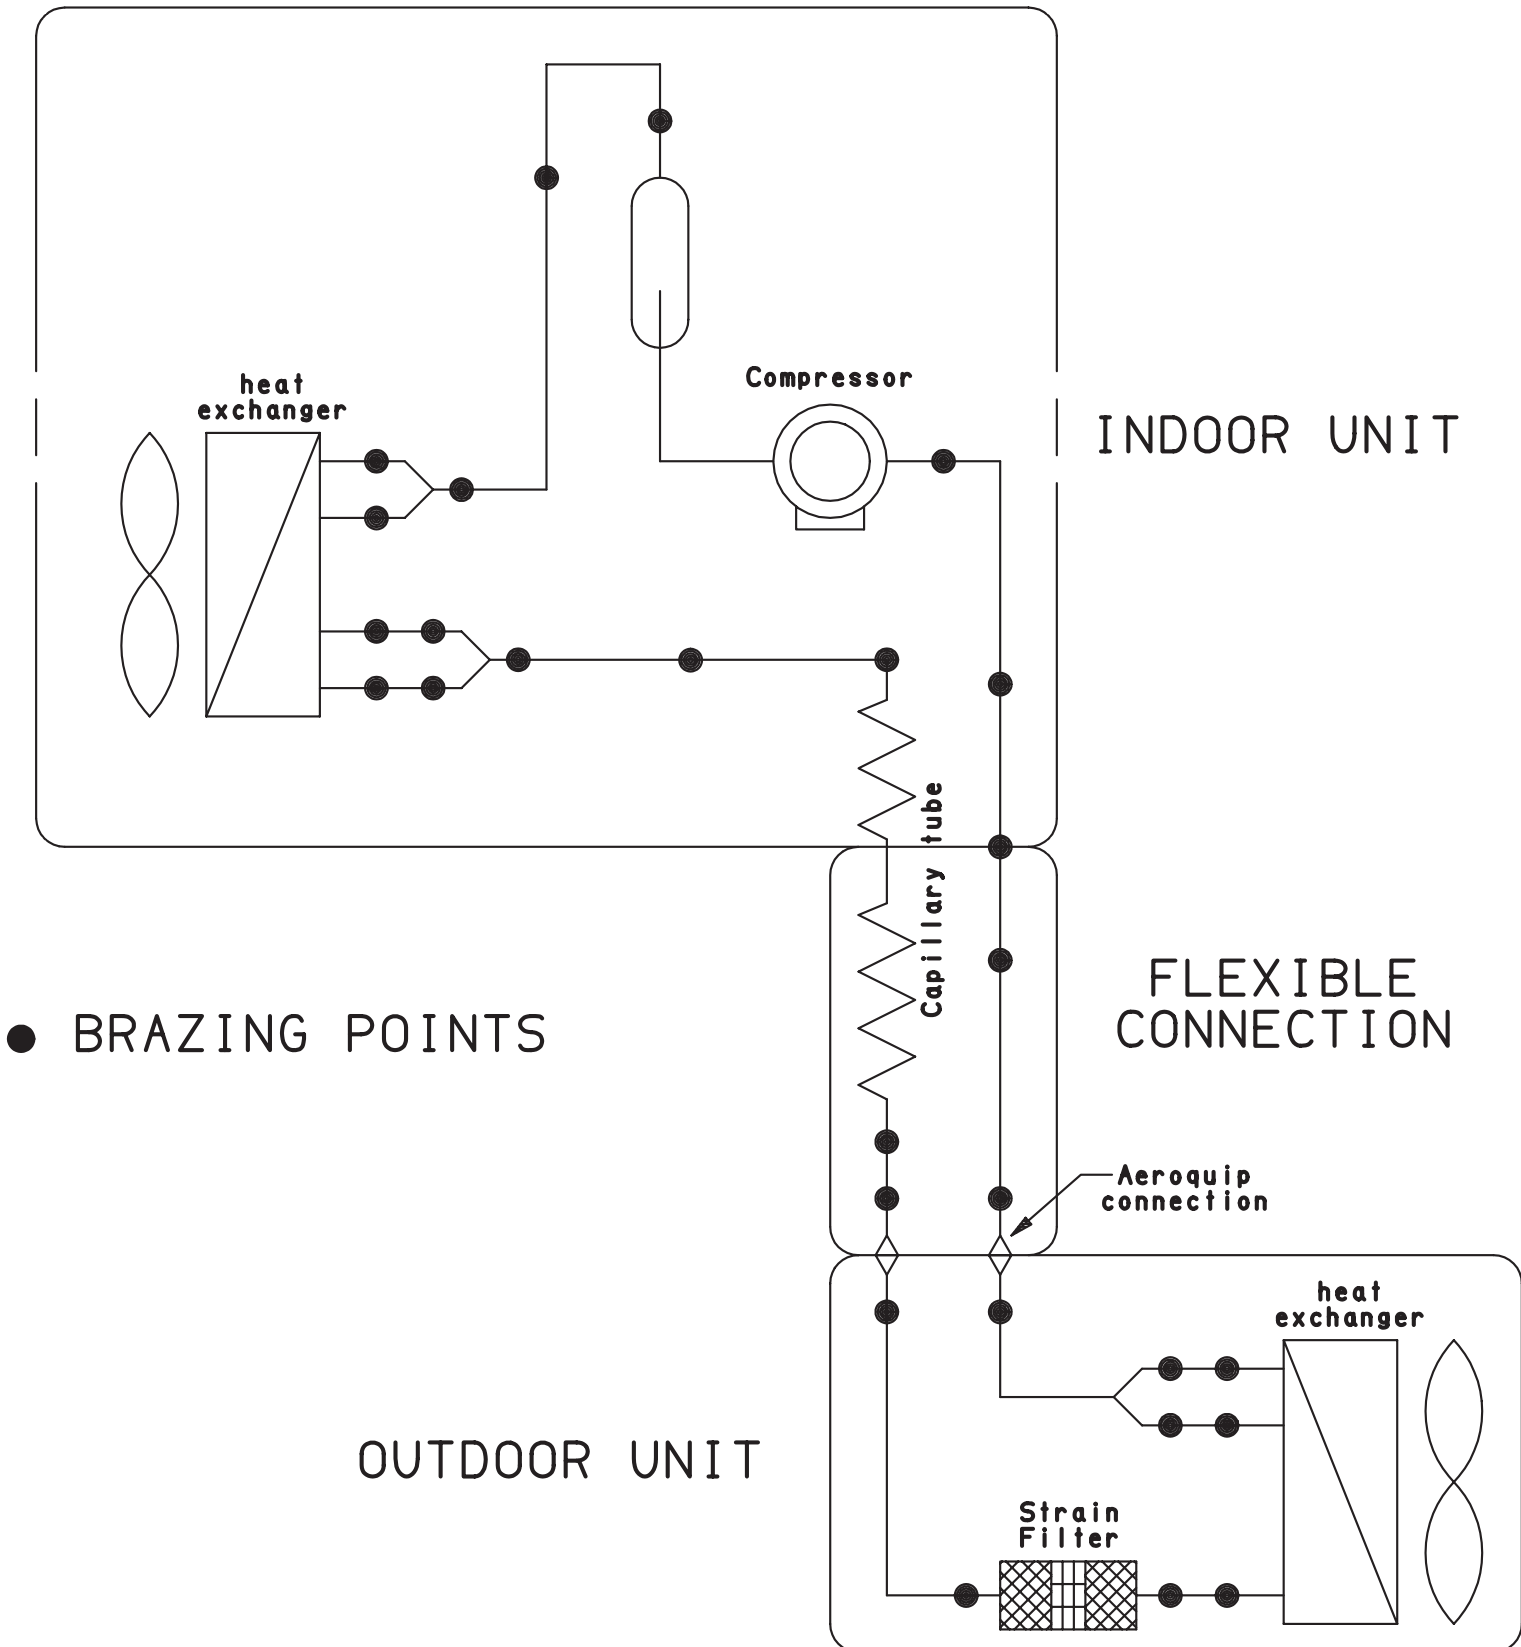 Compressor
heat
exchanger
INDOOR UNIT
Capillary tube
FLEXIBLE
CONNECTION
BRAZING POINTS
Aeroquip
connection
heat
exchanger
OUTDOOR UNIT
Strain
Filter